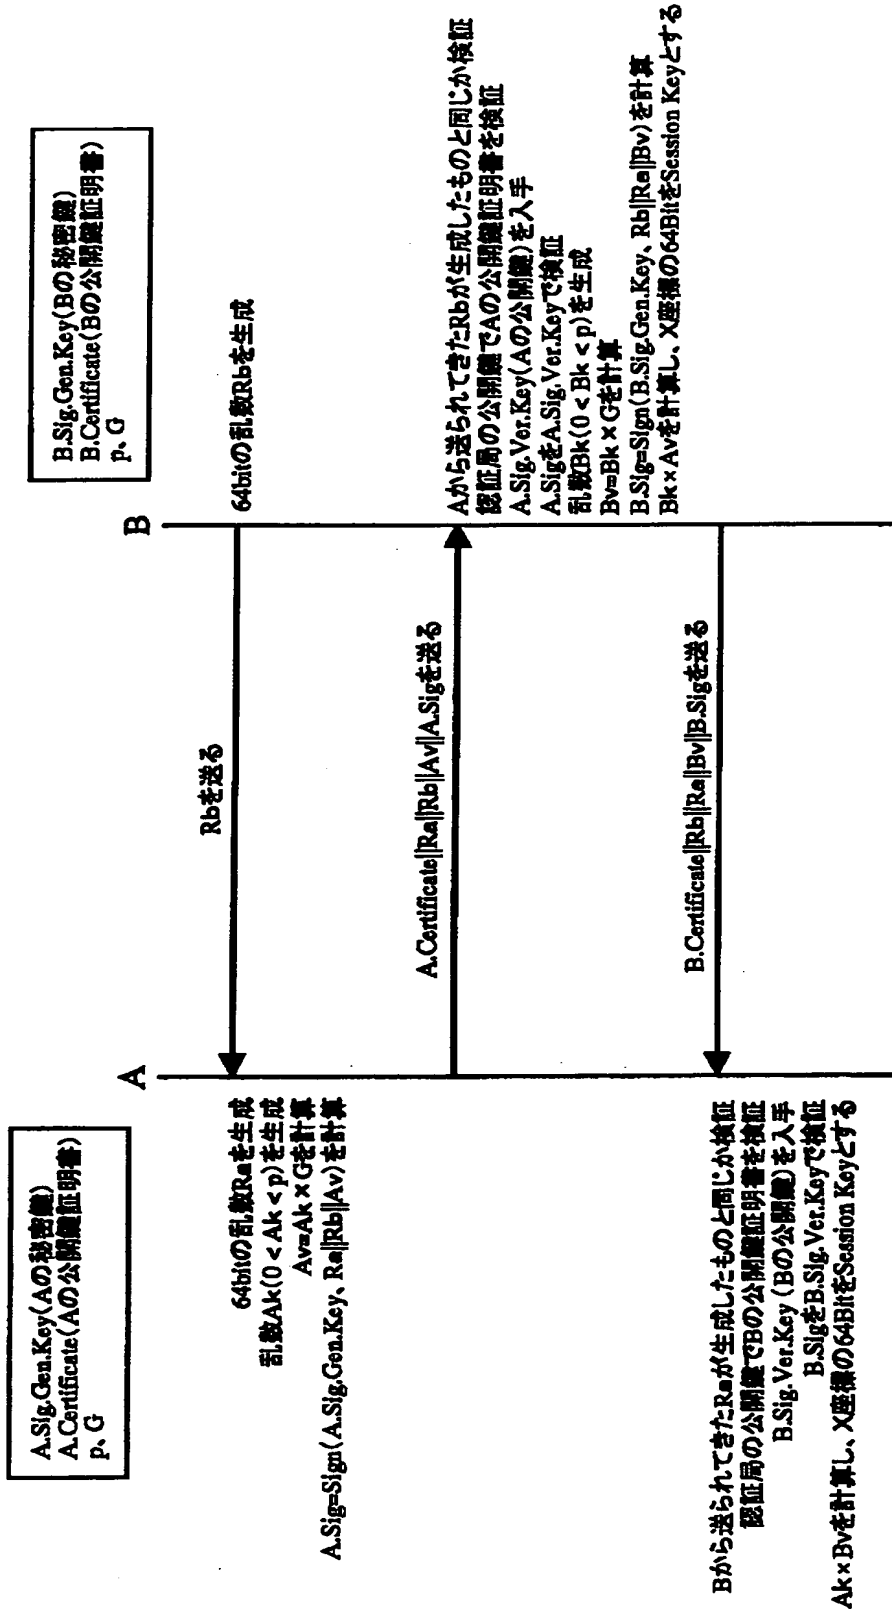 A.Sig.Gen.Key(Aの秘密鍵)
A.Certificate(Aの公開鍵証明書)
p、G
B.Sig.Gen.Key(Bの秘密鍵)
B.Certificate(Bの公開鍵証明書)
p、G
A
B
64bitの乱数Rbを生成
Rbを送る
64bitの乱数Raを生成
乱数Ak(0<Ak<p)を生成
Av=Ak×Gを計算
A.Sig=Sign(A.Sig.Gen.Key、Ra||Rb||Av)を計算
A.Certificate||Ra||Rb||Av||A.Sigを送る
Aから送られてきたRbが生成したものと同じか検証
認証局の公開鍵でAの公開鍵証明書を検証
A.Sig.Ver.Key(Aの公開鍵)を入手
A.SigをA.Sig.Ver.Keyで検証
乱数Bk(0<Bk<p)を生成
Bv=Bk×Gを計算
B.Sig=Sign(B.Sig.Gen.Key、Rb||Ra||Bv)を計算
Bk×Avを計算し、X座標の64BitをSession Keyとする
B.Certificate||Rb||Ra||Bv||B.Sigを送る
Bから送られてきたRaが生成したものと同じか検証
認証局の公開鍵でBの公開鍵証明書を検証
B.Sig.Ver.Key (Bの公開鍵)を入手
B.SigをB.Sig.Ver.Keyで検証
Ak×Bvを計算し、X座標の64BitをSession Keyとする